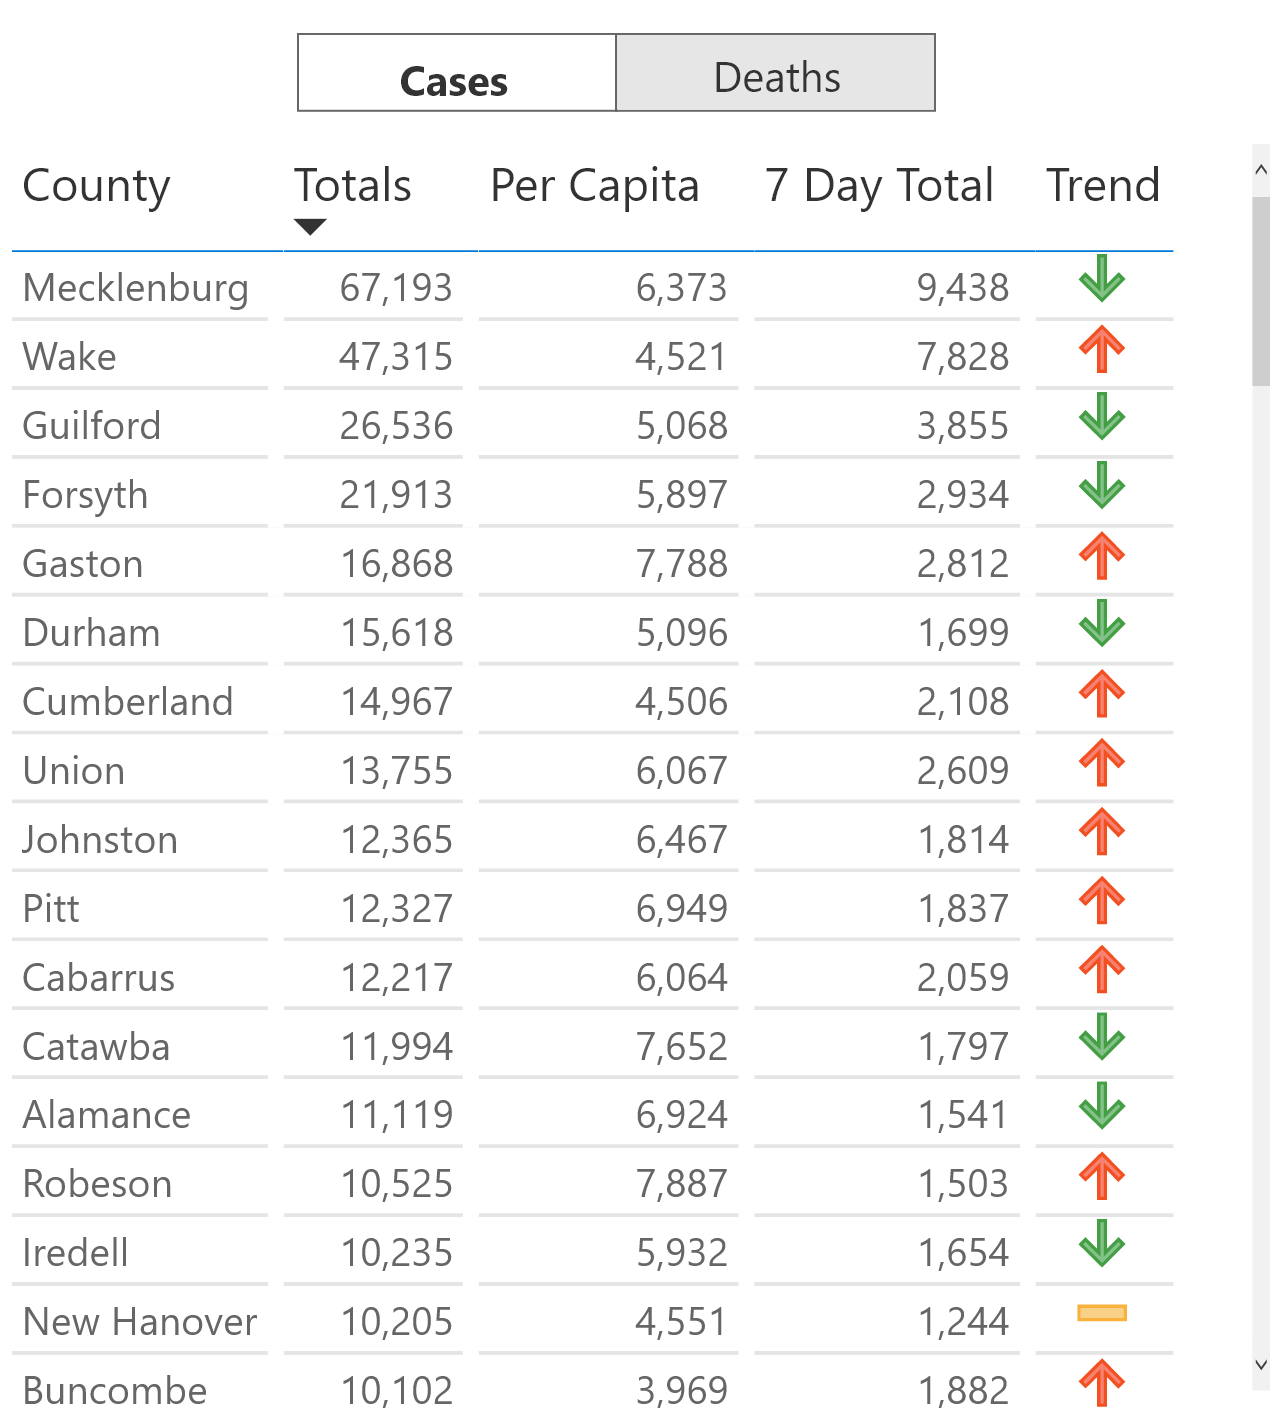 Cases Deaths
County Totals Per Capita 7 Day Total Trend
Mecklenburg 67,193 6,373 9,438
Wake 47,315 4,521 7,828
Guilford 26,536 5,068 3,855
Forsyth 21,913 5,897 2,934
Gaston 16,868 7,788 2,812
Durham 15,618 5,096 1,699
Cumberland 14,967 4,506 2,108
Union 13,755 6,067 2,609
Johnston 12,365 6,467 1,814
Pitt 12,327 6,949 1,837
Cabarrus 12,217 6,064 2,059
Catawba 11,994 7,652 1,797
Alamance 11,119 6,924 1,541
Robeson 10,525 7,887 1,503
Iredell 10,235 5,932 1,654
New Hanover 10,205 4,551 1,244
Buncombe 10,102 3,969 1,882